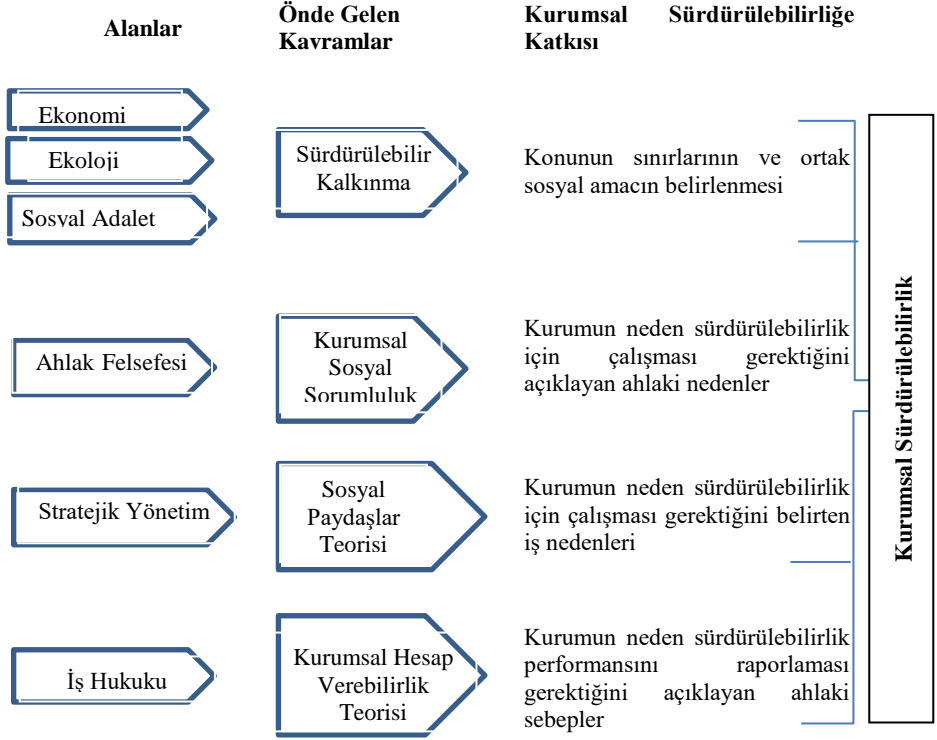 Alanlar
Önde Gelen
Kavramlar
Kurumsal Sürdürülebilirliğe
Katkısı
Ekonomi
Ekoloji
Sosyal Adalet
Sürdürülebilir
Kalkınma
Konunun sınırlarının ve ortak
sosyal amacın belirlenmesi
Ahlak Felsefesi
Kurumsal
Sosyal
Sorumluluk
Kurumun neden sürdürülebilirlik
için çalışması gerektiğini
açıklayan ahlaki nedenler
Stratejik Yönetim
Sosyal
Paydaşlar
Teorisi
Kurumun neden sürdürülebilirlik
için çalışması gerektiğini belirten
iş nedenleri
İş Hukuku
Kurumsal Hesap
Verebilirlik
Teorisi
Kurumun neden sürdürülebilirlik
performansını raporlaması
gerektiğini açıklayan ahlaki
sebepler
Kurumsal Sürdürülebilirlik